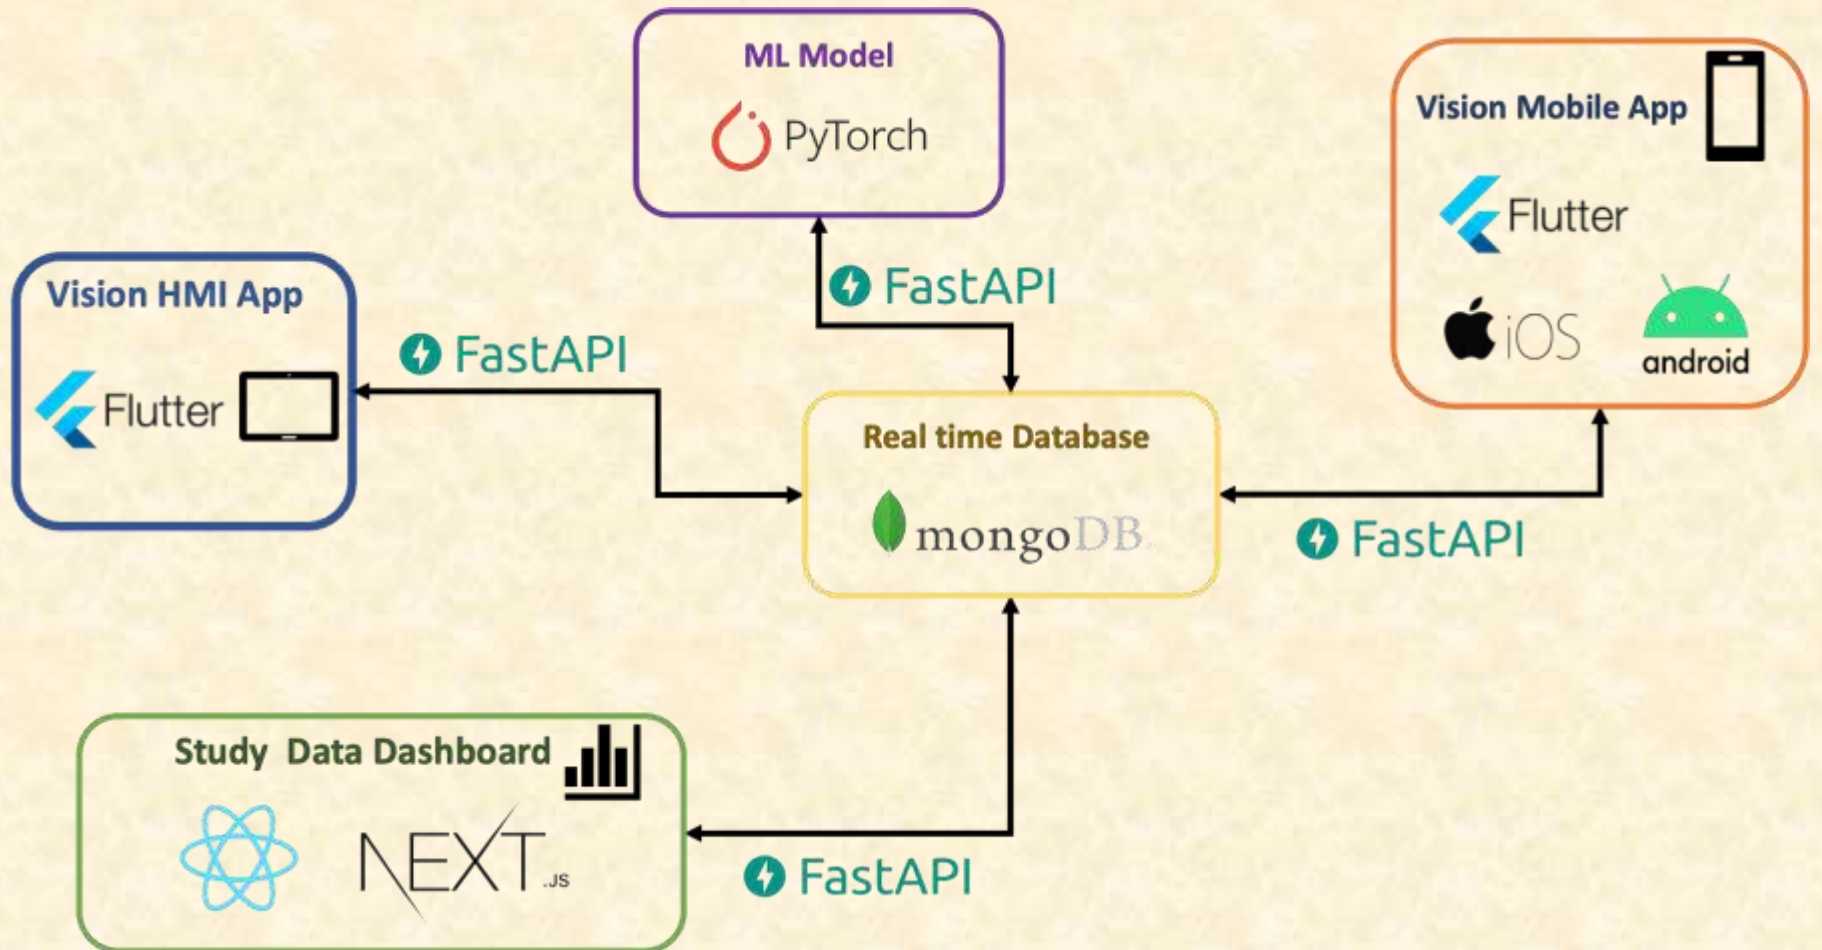 ML Model
PyTorch
Vision Mobile App
Flutter
iOS
android
FastAPI
Vision HMI App
Flutter
FastAPI
Real time Database
mongoDB
FastAPI
Study Data Dashboard
NEXT.JS
FastAPI